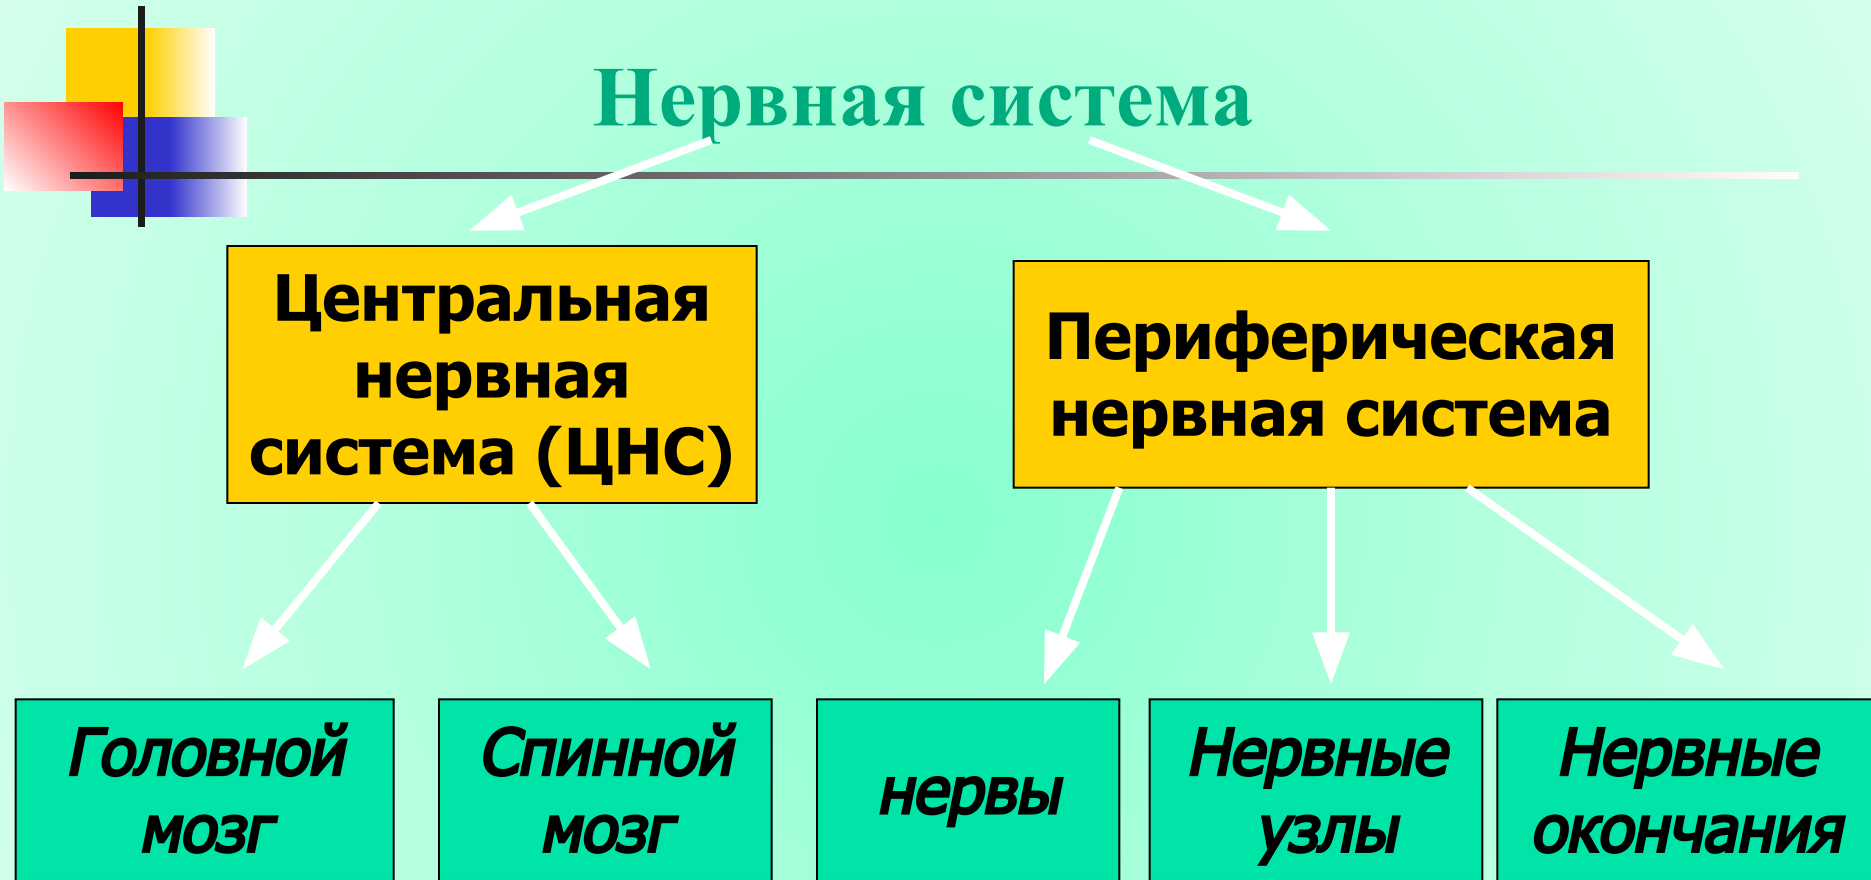 Нервная система
Центральная
нервная
система (ЦНС)
Периферическая
нервная система
Головной
мозг
Спинной
мозг
нервы
Нервные
узлы
Нервные
окончания